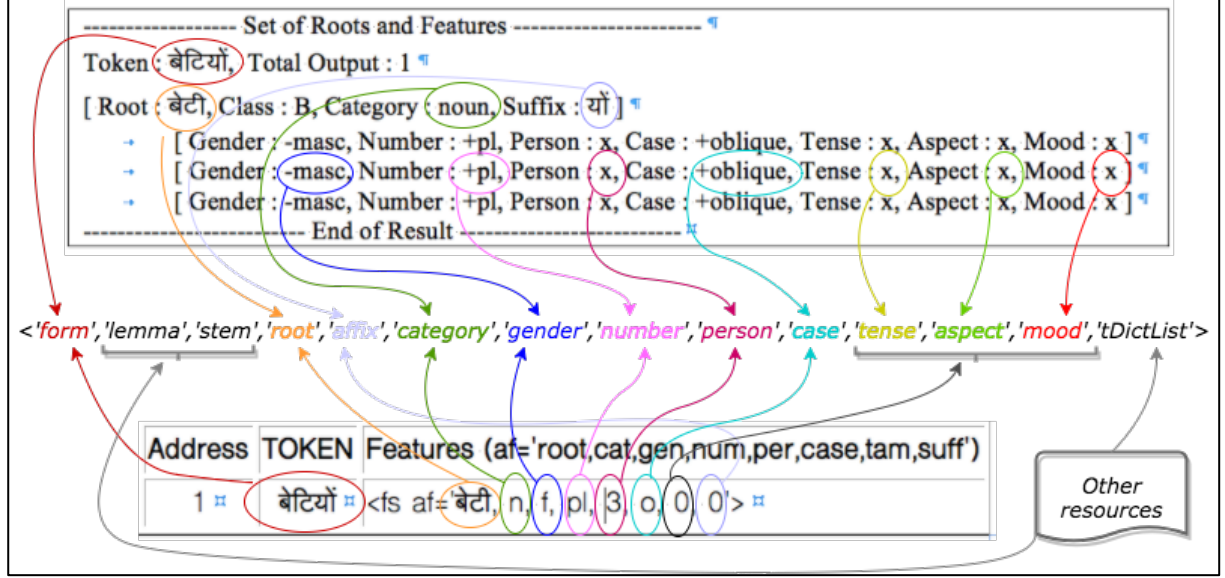 ------------------ Set of Roots and Features --------------------- ¶
Token : बेटियों, Total Output : 1 ¶
[ Root : बेटी, Class : B, Category : noun, Suffix : यों ] ¶
→ [ Gender : -masc, Number : +pl, Person : x, Case : +oblique, Tense : x, Aspect : x, Mood : x ] ¶
→ [ Gender : -masc, Number : +pl, Person : x, Case : +oblique, Tense : x, Aspect : x, Mood : x ] ¶
→ [ Gender : -masc, Number : +pl, Person : x, Case : +oblique, Tense : x, Aspect : x, Mood : x ] ¶
------------------------- End of Result ------------------------- ¤
<'form','lemma','stem','root','affix','category','gender','number','person','case','tense','aspect','mood','tDictList'>
Address TOKEN Features (af='root,cat,gen,num,per,case,tam,suff')
1 ¤ बेटियों ¤ <fs af='बेटी, n, f, pl, 3, o, 0, 0'> ¤
Other
resources